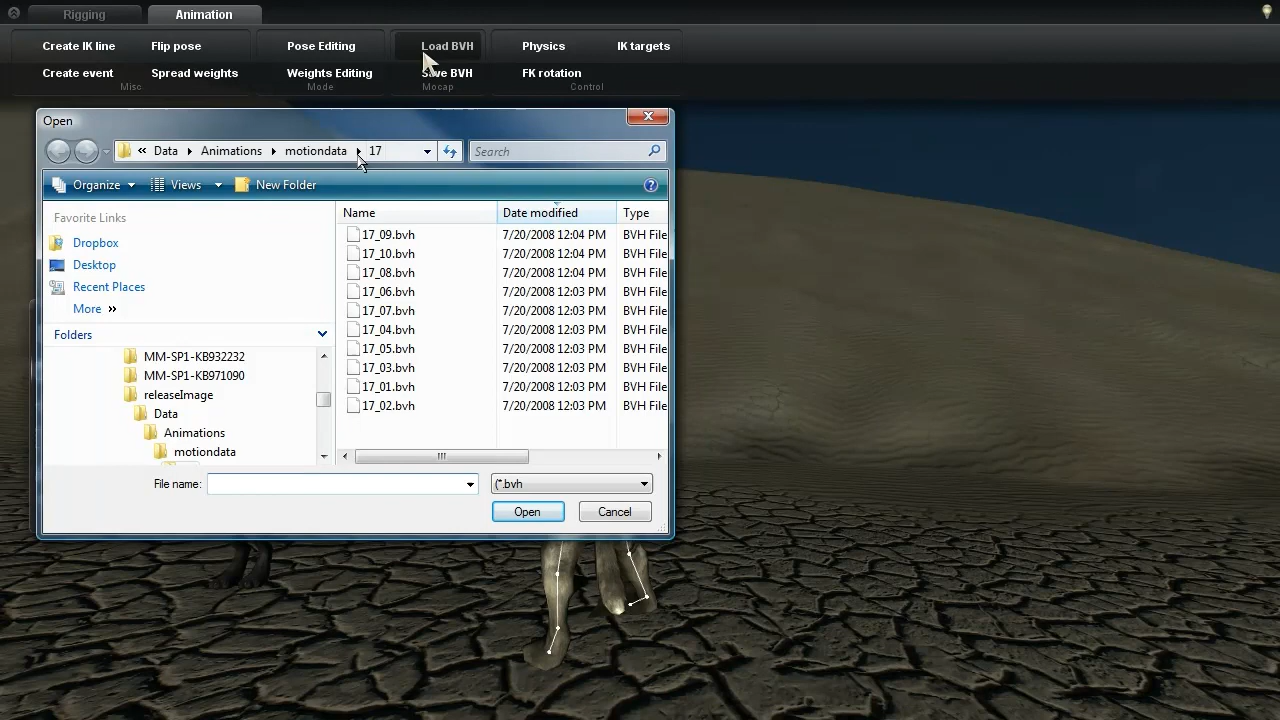 Rigging Animation
Create IK line Flip pose Pose Editing Load BVH Physics IK targets
Create event Spread weights Weights Editing Save BVH FK rotation
Misc Mode Mocap Control
Open
« Data Animations motiondata 17 Search
Organize Views New Folder
Favorite Links
Dropbox
Desktop
Recent Places
More »
Folders
MM-SP1-KB932232
MM-SP1-KB971090
releaseImage
Data
Animations
motiondata
Name Date modified Type
17_09.bvh 7/20/2008 12:04 PM BVH File
17_10.bvh 7/20/2008 12:04 PM BVH File
17_08.bvh 7/20/2008 12:04 PM BVH File
17_06.bvh 7/20/2008 12:03 PM BVH File
17_07.bvh 7/20/2008 12:03 PM BVH File
17_04.bvh 7/20/2008 12:03 PM BVH File
17_05.bvh 7/20/2008 12:03 PM BVH File
17_03.bvh 7/20/2008 12:03 PM BVH File
17_01.bvh 7/20/2008 12:03 PM BVH File
17_02.bvh 7/20/2008 12:03 PM BVH File
File name: (*.bvh
Open Cancel